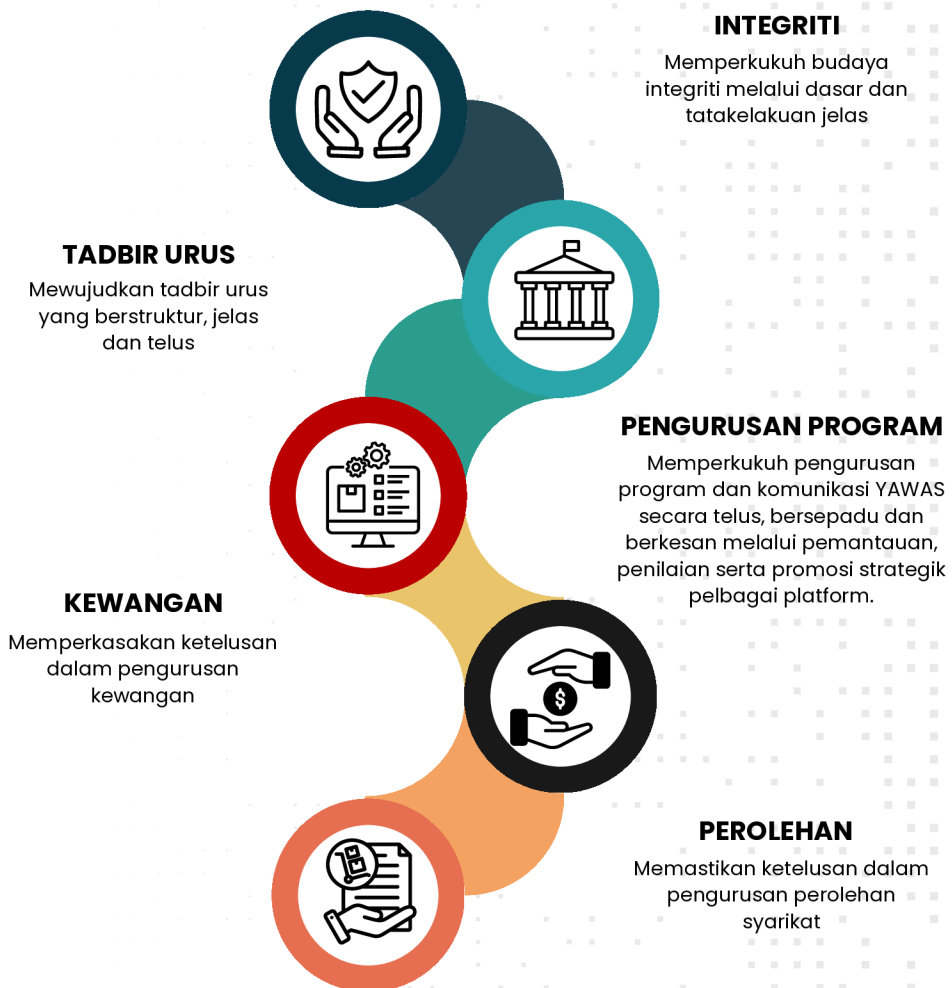 INTEGRITI
Memperkukuh budaya
integriti melalui dasar dan
tatakelakuan jelas
TADBIR URUS
Mewujudkan tadbir urus
yang berstruktur, jelas
dan telus
PENGURUSAN PROGRAM
Memperkukuh pengurusan
program dan komunikasi YAWAS
secara telus, bersepadu dan
berkesan melalui pemantauan,
penilaian serta promosi strategik
pelbagai platform.
KEWANGAN
Memperkasakan ketelusan
dalam pengurusan
kewangan
$
PEROLEHAN
Memastikan ketelusan dalam
pengurusan perolehan
syarikat